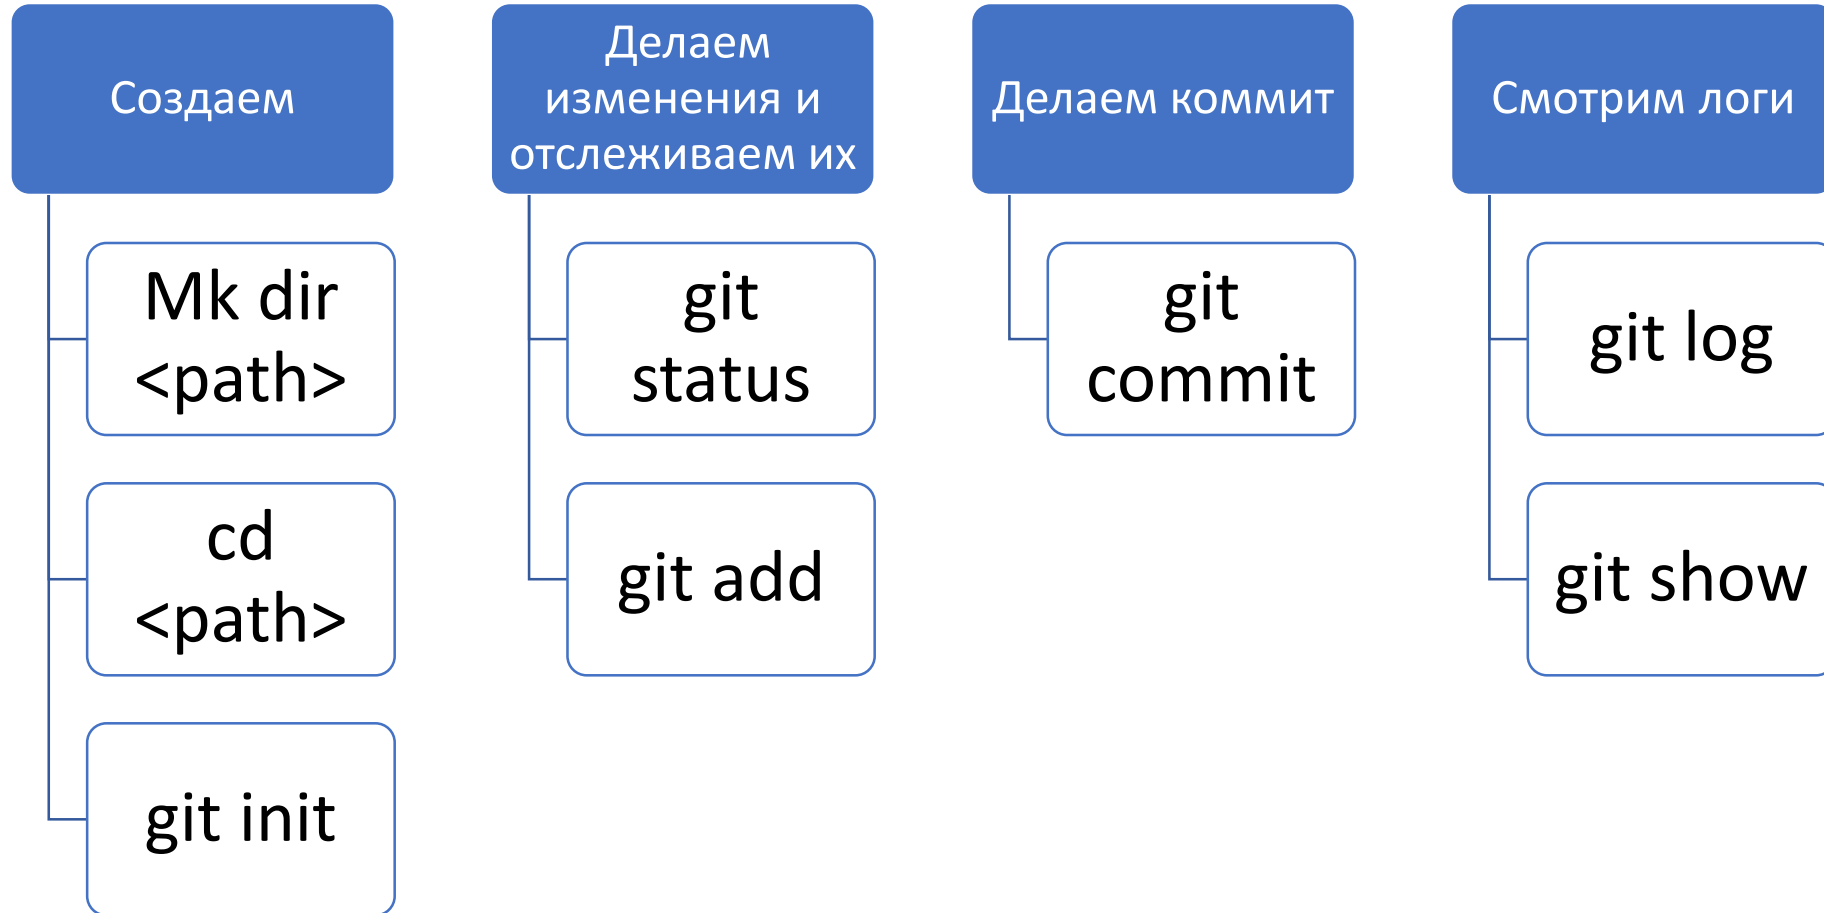 Создаем
Mk dir
<path>
cd
<path>
git init
Делаем
изменения и
отслеживаем их
git
status
git add
Делаем коммит
git
commit
Смотрим логи
git log
git show